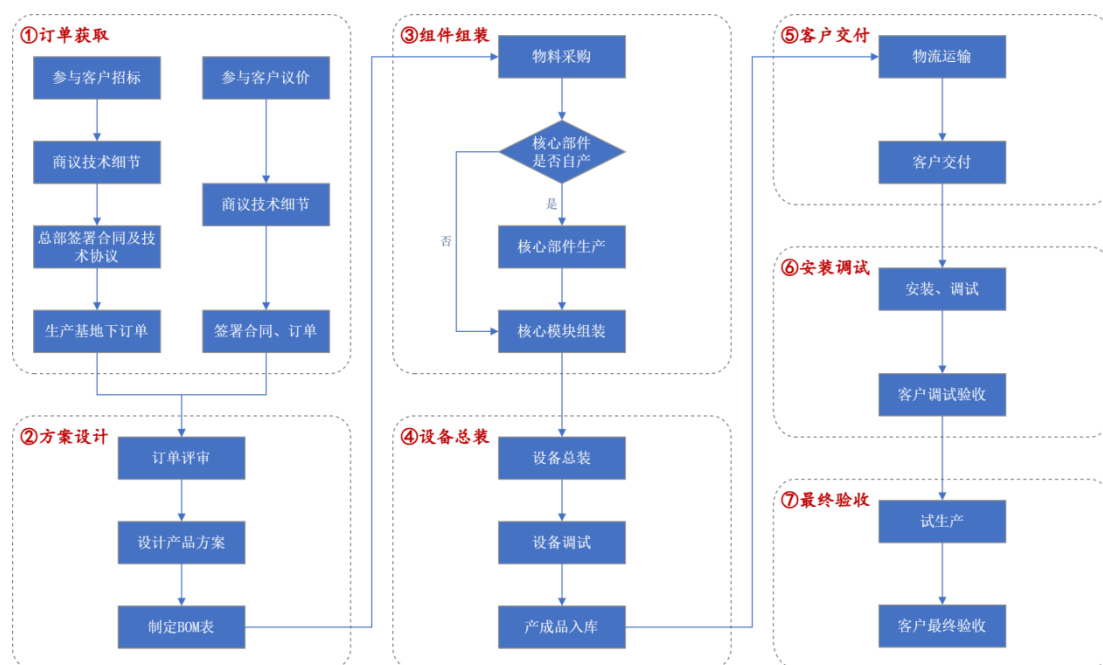 ①订单获取
参与客户招标
商议技术细节
总部签署合同及技
术协议
生产基地下订单
参与客户议价
商议技术细节
签署合同、订单
②方案设计
订单评审
设计产品方案
制定BOM表
③组件组装
物料采购
核心部件
是否自产
是
否
核心部件生产
核心模块组装
④设备总装
设备总装
设备调试
产成品入库
⑤客户交付
物流运输
客户交付
⑥安装调试
安装、调试
客户调试验收
⑦最终验收
试生产
客户最终验收